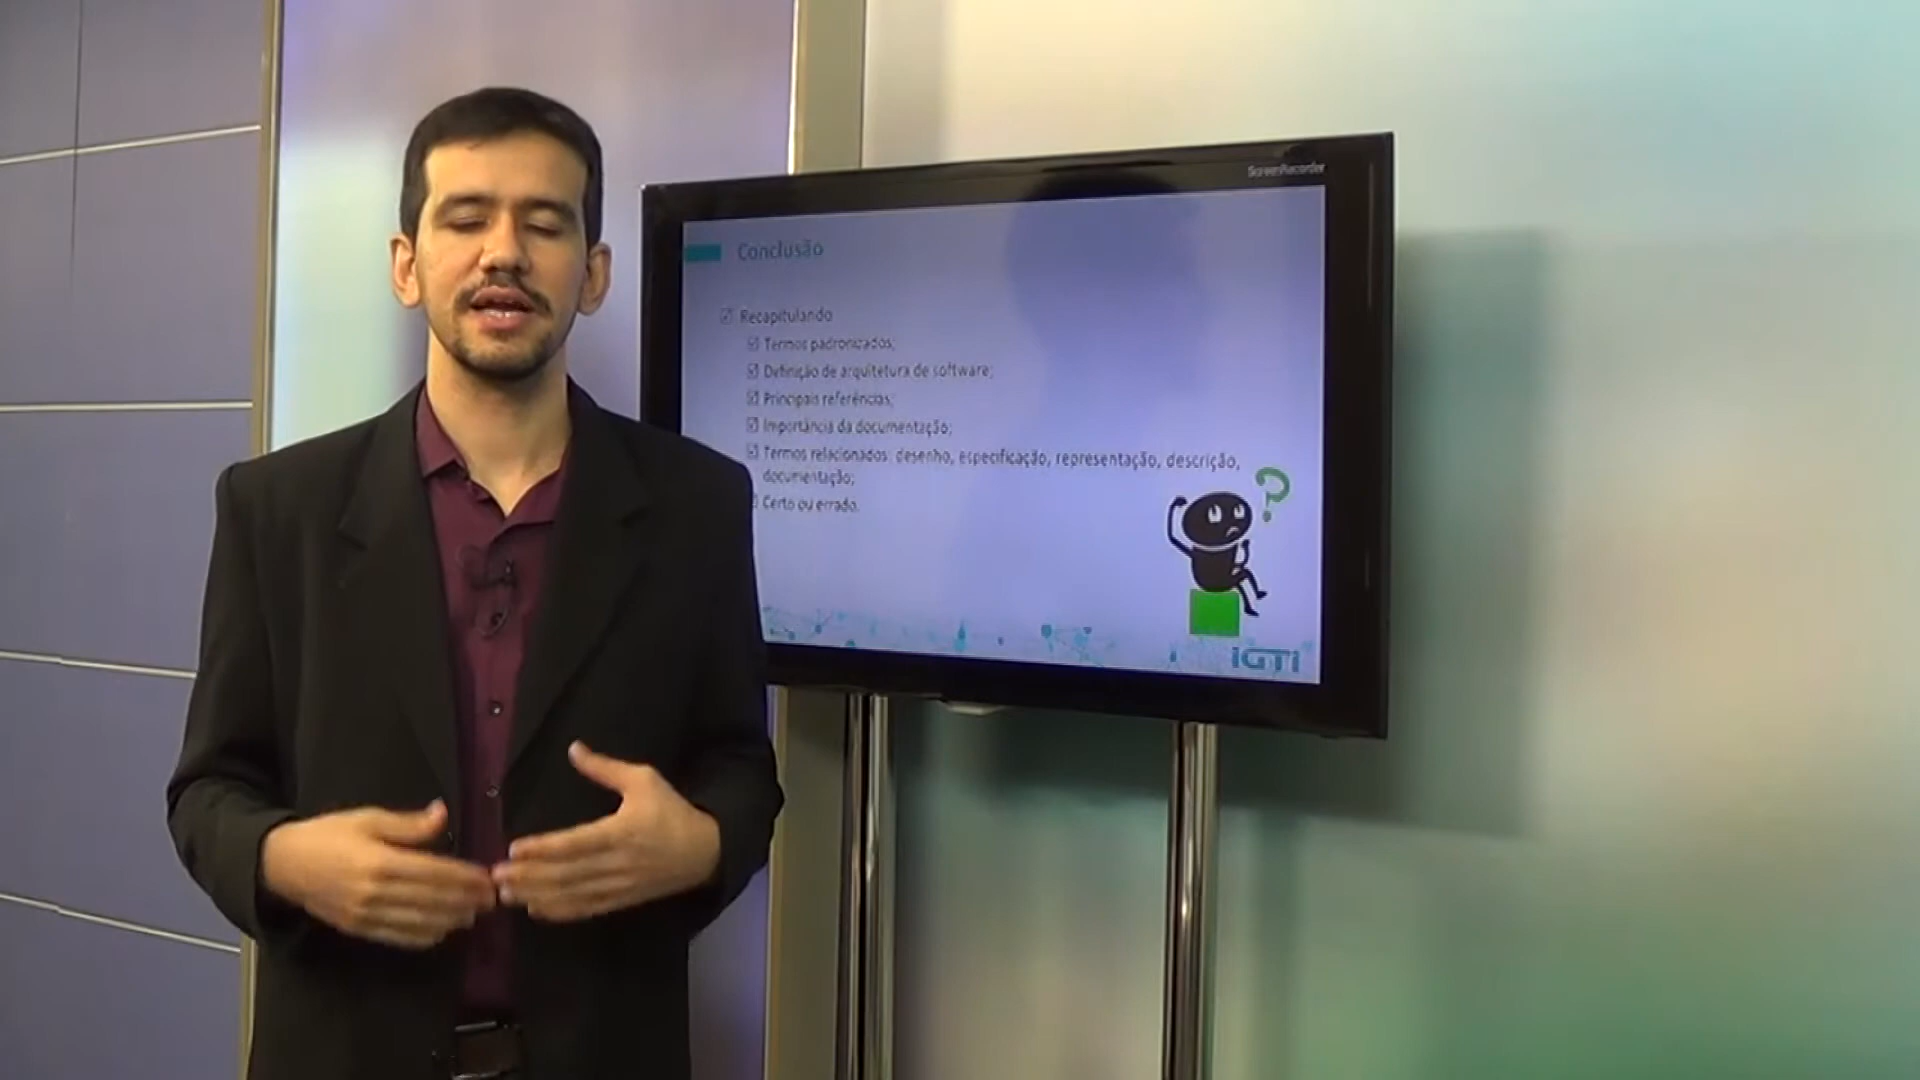 ScreenRecorder
Conclusão
Recapitulando
Termos padronizados;
Definição de arquitetura de software;
Principais referências;
Importância da documentação;
Termos relacionados: desenho, especificação, representação, descrição,
documentação;
Certo ou errado.
?
iGTi